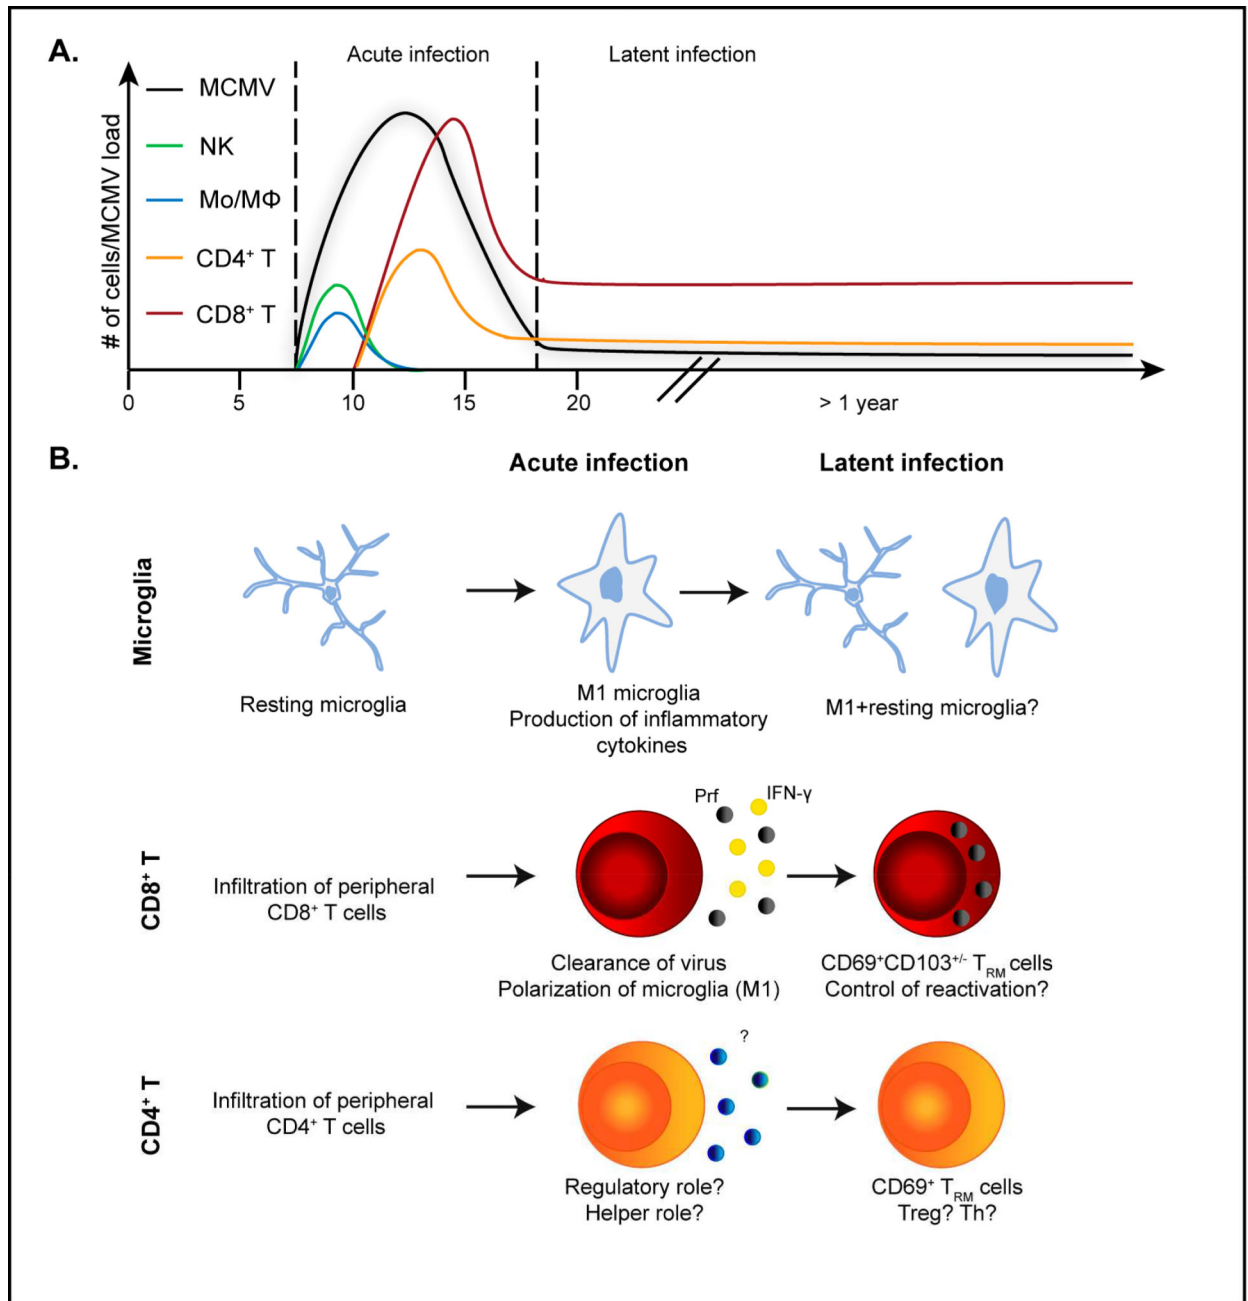 A.
Acute infection
Latent infection
# of cells/MCMV load
MCMV
NK
Mo/MΦ
CD4⁺ T
CD8⁺ T
0
5
10
15
20
> 1 year
B.
Acute infection
Latent infection
Microglia
Resting microglia
M1 microglia
Production of inflammatory
cytokines
M1+resting microglia?
CD8⁺ T
Infiltration of peripheral
CD8⁺ T cells
Prf
IFN-γ
Clearance of virus
Polarization of microglia (M1)
CD69⁺CD103⁺/⁻ TRM cells
Control of reactivation?
CD4⁺ T
Infiltration of peripheral
CD4⁺ T cells
?
Regulatory role?
Helper role?
CD69⁺ TRM cells
Treg? Th?